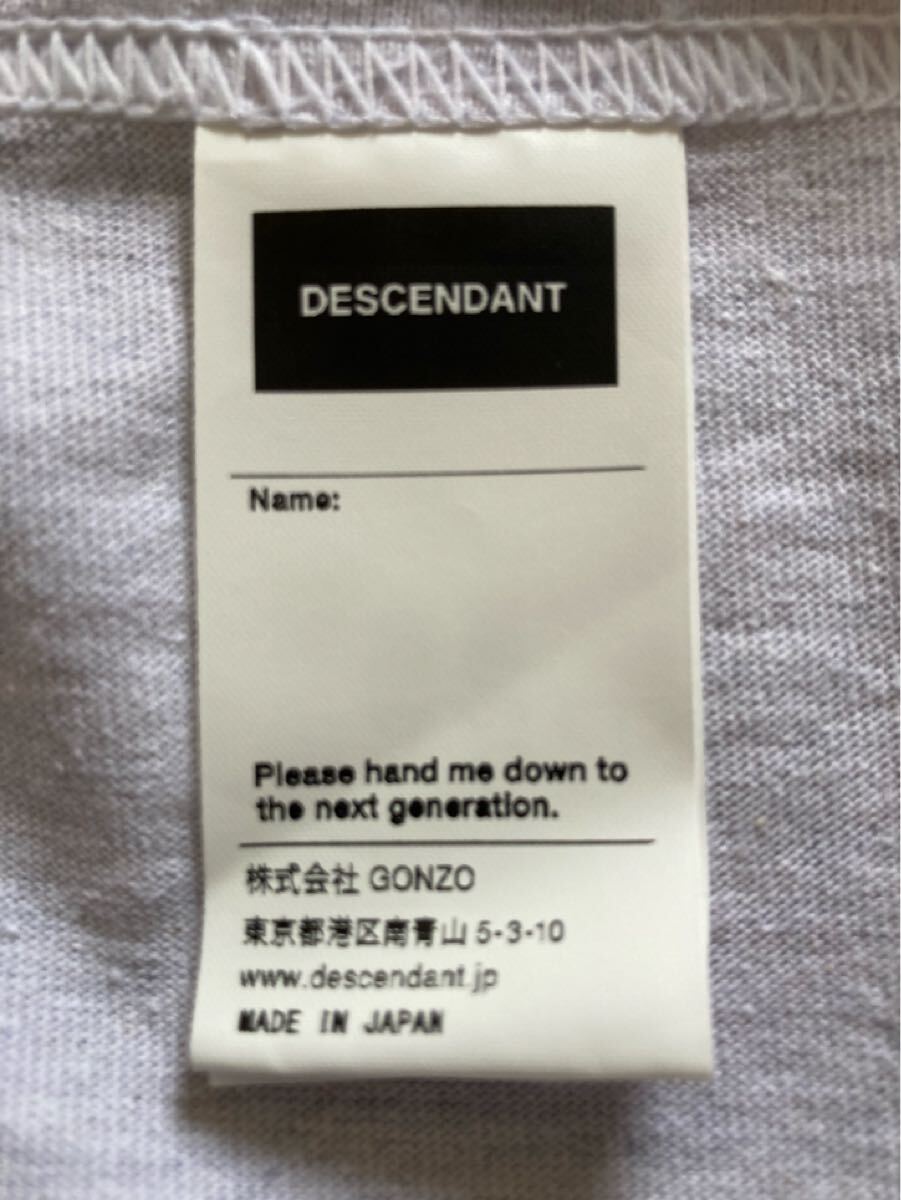 DESCENDANT
Name:
Please hand me down to
the next generation.
株式会社 GONZO
東京都港区南青山 5-3-10
www.descendant.jp
MADE IN JAPAN